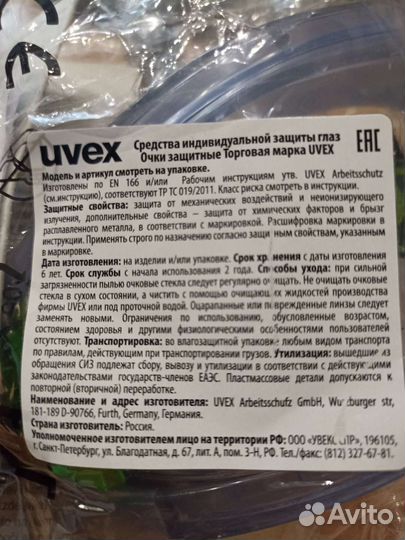 CE
uvex
Средства индивидуальной защиты глаз
Очки защитные Торговая марка UVEX
EAC
Модель и артикул смотреть на упаковке.
Изготовлены по EN 166 и/или Рабочим инструкциям утв. UVEX Arbeitsschutz
(см.инструкцию), соответствуют ТР ТС 019/2011. Класс риска смотреть в инструкции.
Защитные свойства: защита от механических воздействий и неионизирующего
излучения, дополнительные свойства – защита от химических факторов и брызг
расплавленного металла, в соответствии с маркировкой. Расшифровка маркировки в
инструкции. Применять строго по назначению согласно защитным свойствам, указанным
в маркировке.
Дата изготовления: на изделии и/или упаковке. Срок хранения с даты изготовления
6 лет. Срок службы с начала использования 2 года. Способы ухода: при сильной
загрязненности пылью очковые стекла следует регулярно очищать. Не очищать очковые
стекла в сухом состоянии, а чистить с помощью очищающих жидкостей производства
фирмы UVEX или под проточной водой. Оцарапанные или поврежденные линзы следует
заменять новыми. Ограничения по использованию, обусловленные возрастом,
состоянием здоровья и другими физиологическими особенностями пользователей
отсутствуют. Транспортировка: во влагозащитной упаковке любым видом транспорта
по правилам, действующим при транспортировании грузов. Утилизация: вышедшие из
обращения СИЗ подлежат сбору, вывозу и утилизации в соответствии с действующими
законодательствами государств-членов ЕАЭС. Пластмассовые детали допускаются к
повторной (вторичной) переработке.
Наименование и адрес изготовителя: UVEX Arbeitsschutz GmbH, Wurzburger str,
181-189 D-90766, Furth, Germany, Германия.
Страна изготовитель: Россия.
Уполномоченное изготовителем лицо на территории РФ: ООО «УВЕКС СПР», 196105,
г. Санкт-Петербург, ул. Благодатная, д. 67, лит. А, пом. 3-Н, РФ. Тел./факс: (812) 327-67-81.
Avito